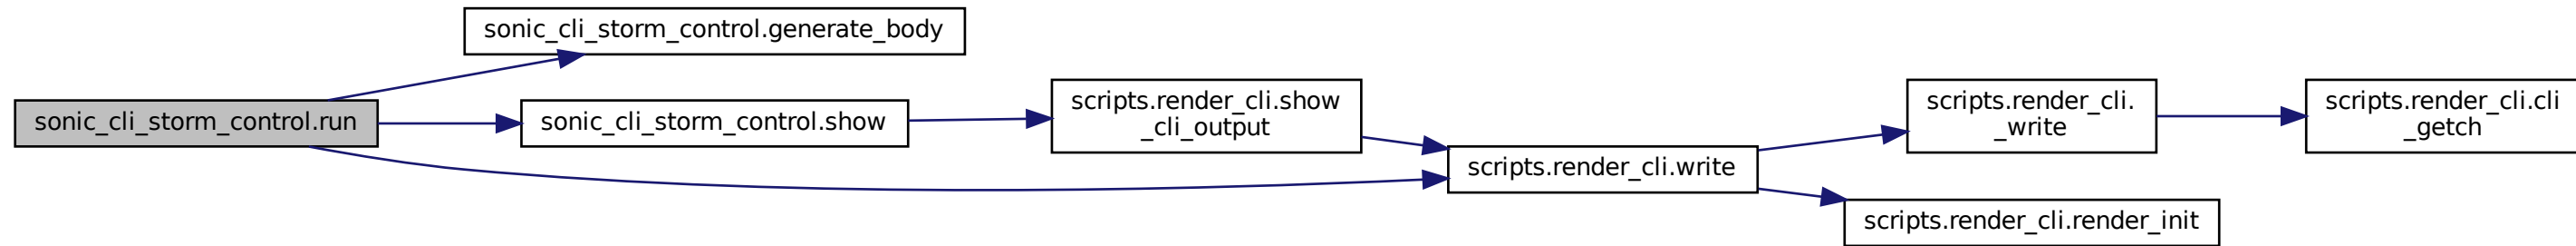 sonic_cli_storm_control.run
sonic_cli_storm_control.generate_body
sonic_cli_storm_control.show
scripts.render_cli.show
_cli_output
scripts.render_cli.write
scripts.render_cli.
_write
scripts.render_cli.render_init
scripts.render_cli.cli
_getch